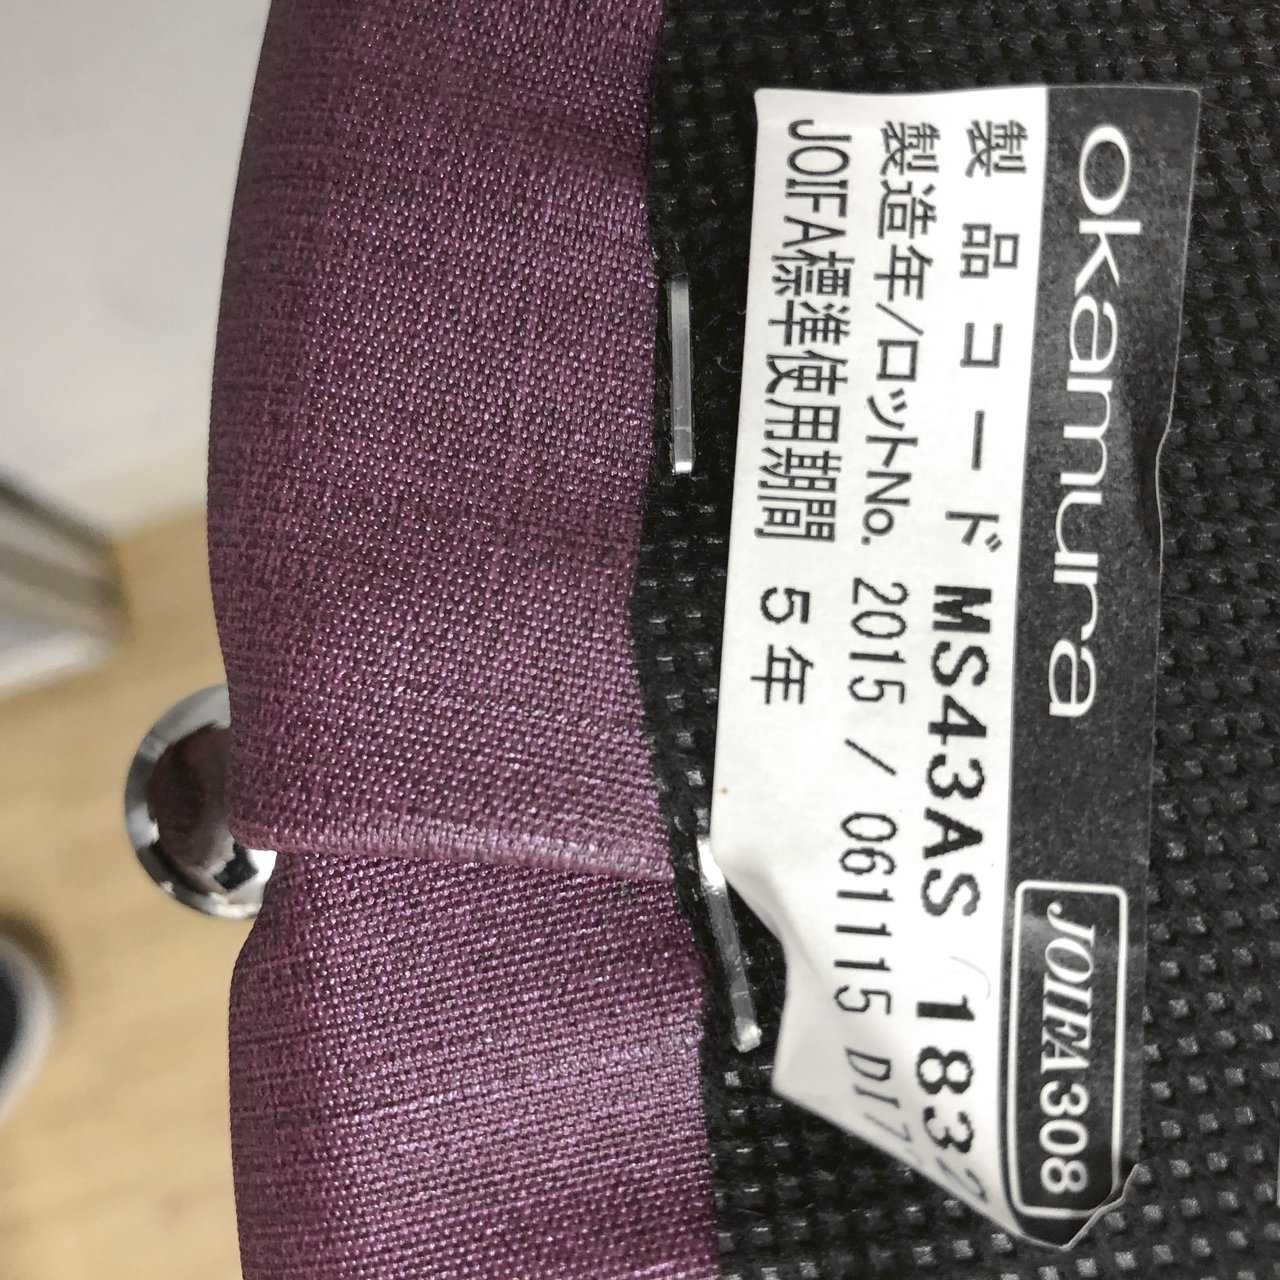 okamura JOIFA308
製品コード MS43AS 1832
製造年/ロットNo. 2015 / 061115
JOIFA標準使用期間 5年